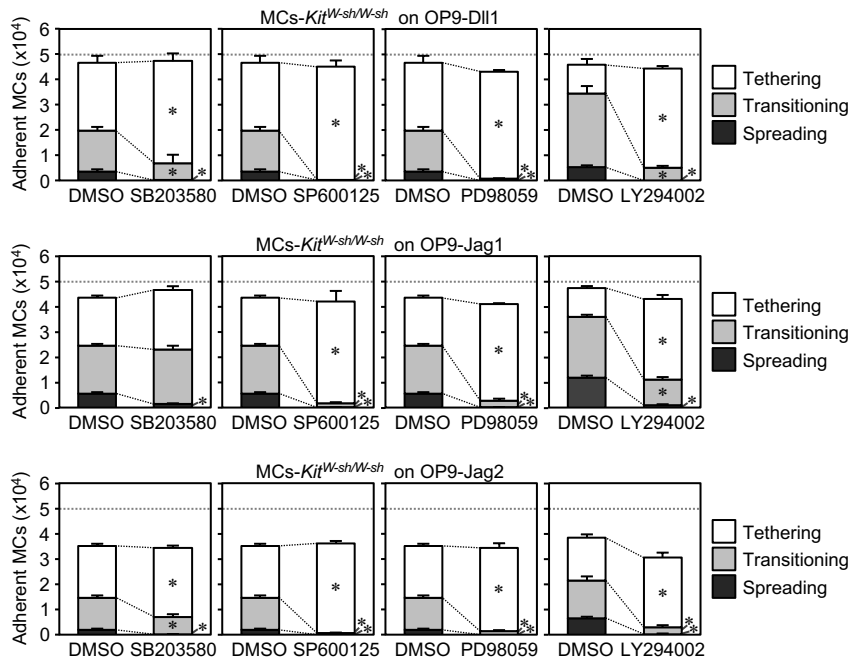 MCs-KitW-sh/W-sh on OP9-Dll1
Adherent MCs (x10⁴)
6
5
4
3
2
1
0
* * *
*
* *
*
* *
* * *
DMSO SB203580 DMSO SP600125 DMSO PD98059 DMSO LY294002
Tethering
Transitioning
Spreading
MCs-KitW-sh/W-sh on OP9-Jag1
Adherent MCs (x10⁴)
6
5
4
3
2
1
0
*
*
* *
*
* *
* * *
DMSO SB203580 DMSO SP600125 DMSO PD98059 DMSO LY294002
Tethering
Transitioning
Spreading
MCs-KitW-sh/W-sh on OP9-Jag2
Adherent MCs (x10⁴)
6
5
4
3
2
1
0
* * *
*
* *
*
* *
*
* *
DMSO SB203580 DMSO SP600125 DMSO PD98059 DMSO LY294002
Tethering
Transitioning
Spreading